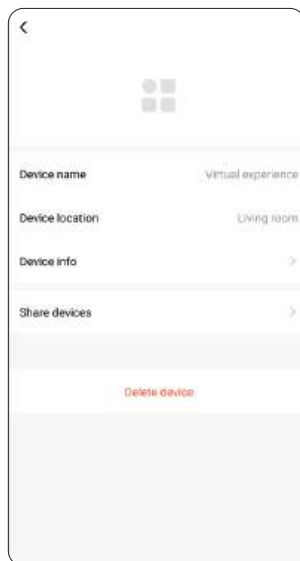 Device name Virtual experience
Device location Living room
Device info
Share devices
Delete device